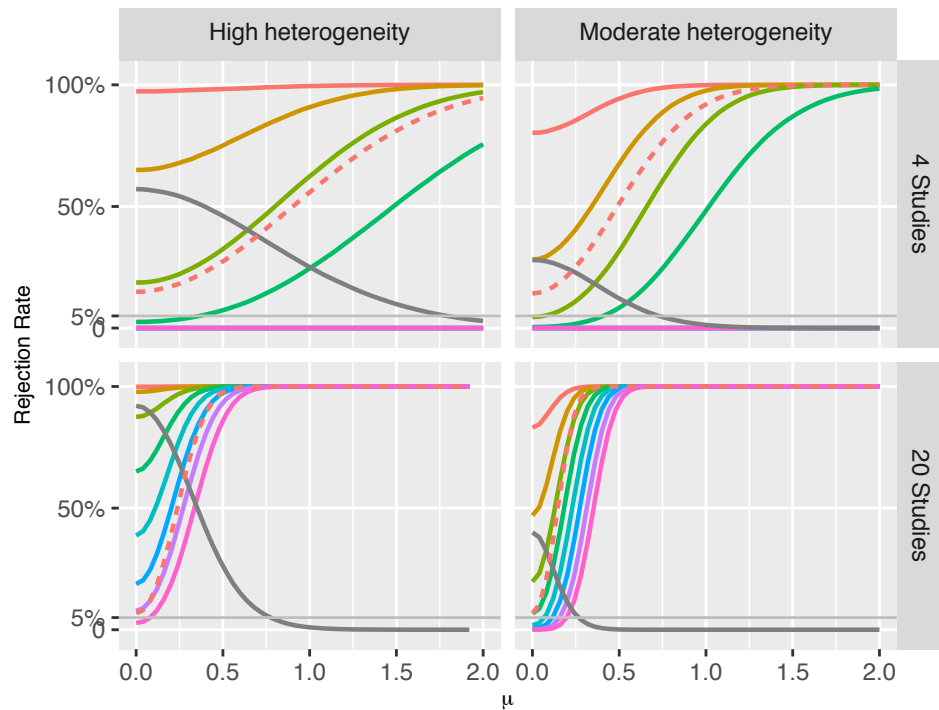 High heterogeneity
Moderate heterogeneity
Rejection Rate
100%
50%
5%
0
4 Studies
100%
50%
5%
0
20 Studies
0.0 0.5 1.0 1.5 2.0
0.0 0.5 1.0 1.5 2.0
μ